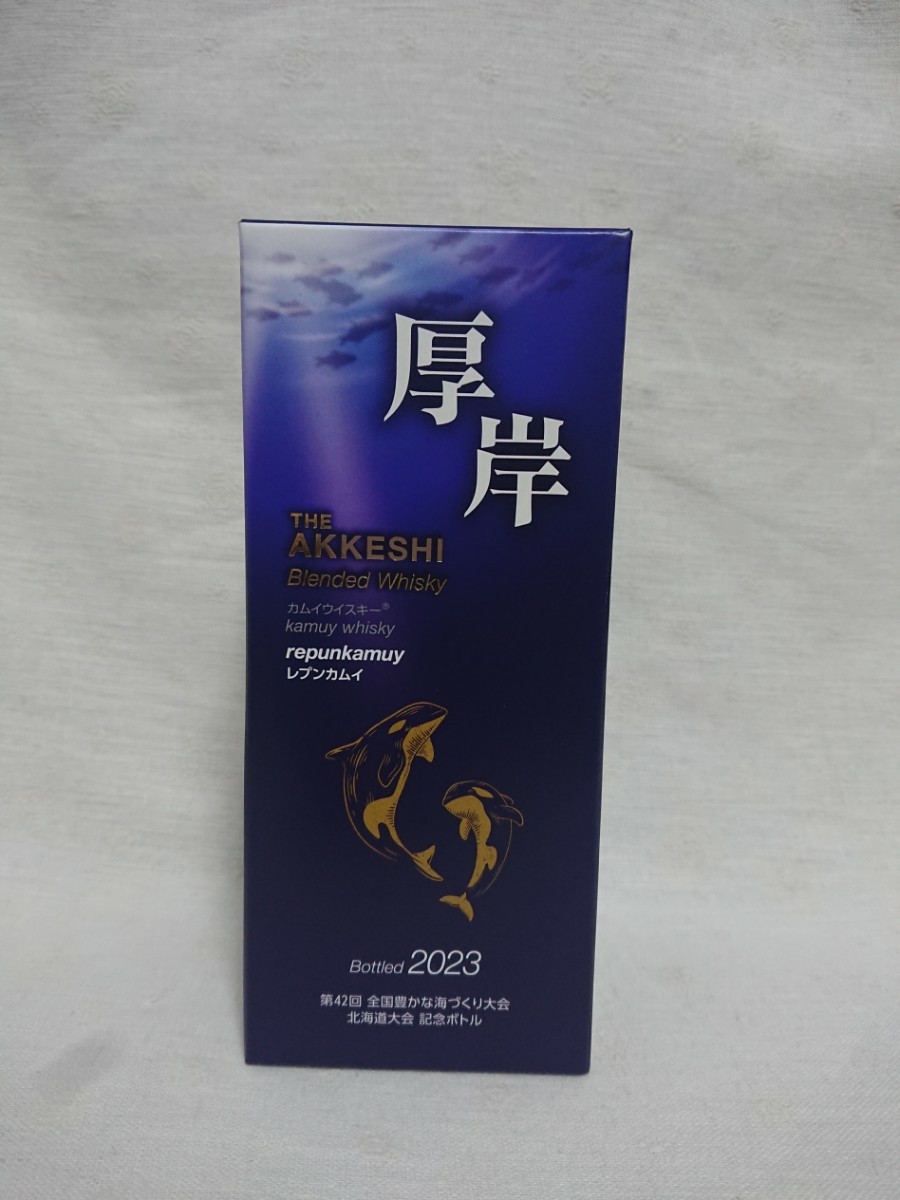 厚岸
THE
AKKESHI
Blended Whisky
カムイウイスキー®
kamuy whisky
repunkamuy
レプンカムイ
Bottled 2023
第42回 全国豊かな海づくり大会
北海道大会 記念ボトル